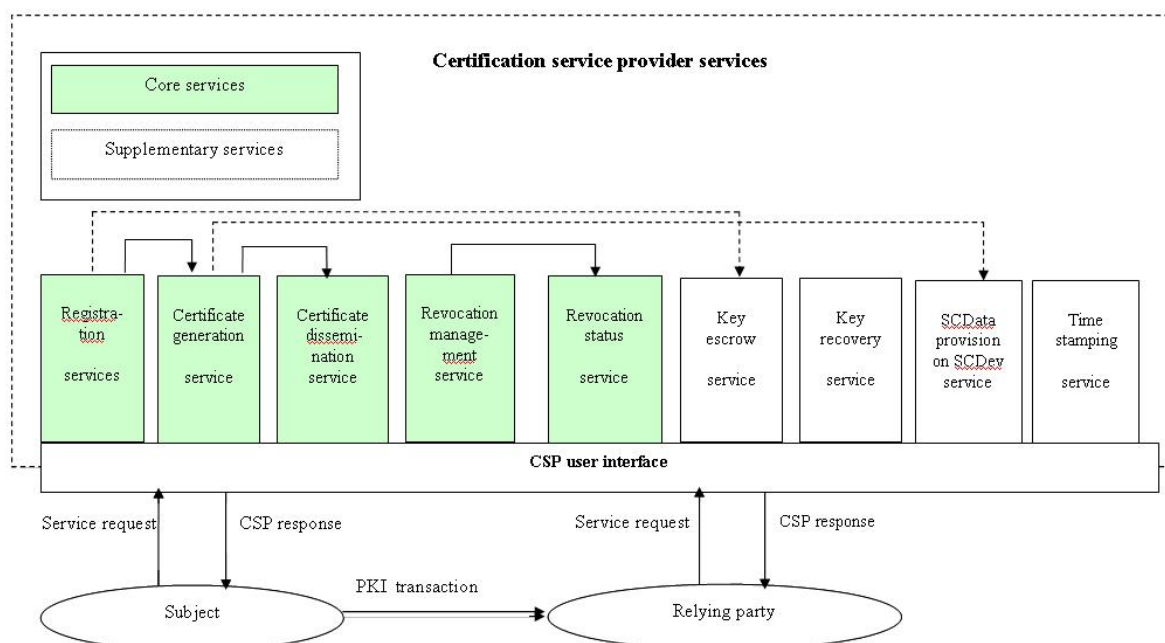 Certification service provider services
Core services
Supplementary services
Registra-
tion
services
Certificate
generation
service
Certificate
dissemi-
nation
service
Revocation
manage-
ment
service
Revocation
status
service
Key
escrow
service
Key
recovery
service
SCData
provision
on SCDev
service
Time
stamping
service
CSP user interface
Service request
CSP response
Service request
CSP response
PKI transaction
Subject
Relying party